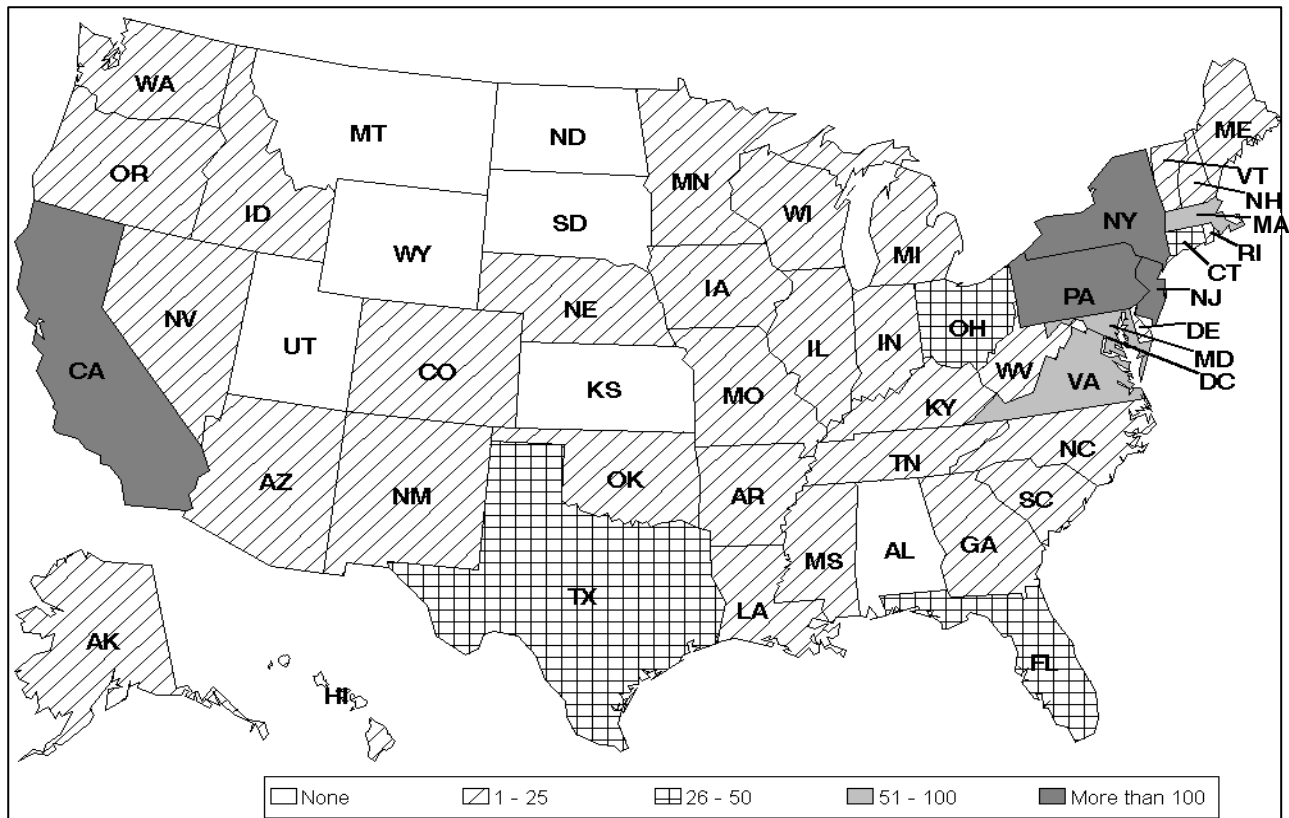 WA
MT
ND
ME
OR
MN
VT
ID
WI
NH
SD
NY
MA
WY
MI
RI
CT
IA
PA
NJ
NE
NV
OH
DE
UT
IL
IN
MD
CA
CO
WV
DC
KS
MO
VA
KY
NC
TN
AZ
OK
NM
AR
SC
GA
MS
AL
TX
LA
AK
FL
HI
None
1 - 25
26 - 50
51 - 100
More than 100